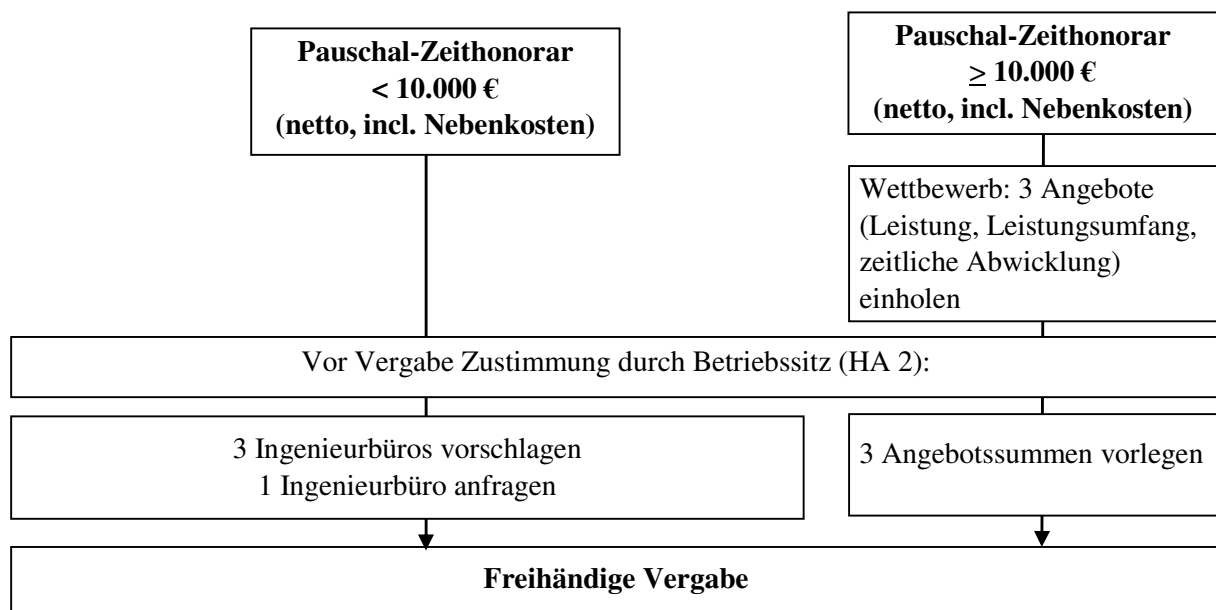 Pauschal-Zeithonorar
< 10.000 €
(netto, incl. Nebenkosten)
Pauschal-Zeithonorar
≥ 10.000 €
(netto, incl. Nebenkosten)
Wettbewerb: 3 Angebote
(Leistung, Leistungsumfang,
zeitliche Abwicklung)
einholen
Vor Vergabe Zustimmung durch Betriebssitz (HA 2):
3 Ingenieurbüros vorschlagen
1 Ingenieurbüro anfragen
3 Angebotssummen vorlegen
Freihändige Vergabe